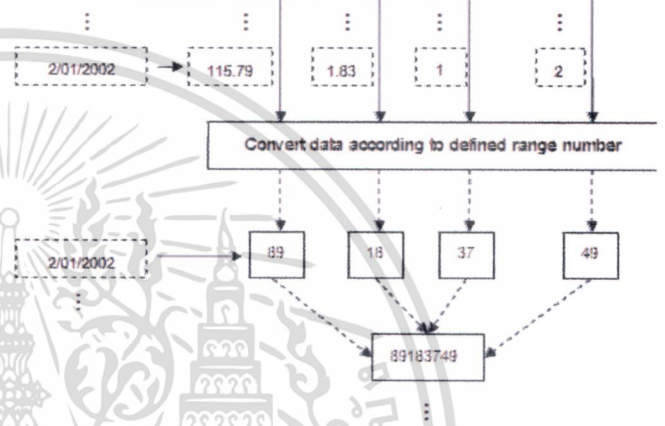 2/01/2002 115.79 1.83 1 2
Convert data according to defined range number
2/01/2002 89 18 37 49
89183749